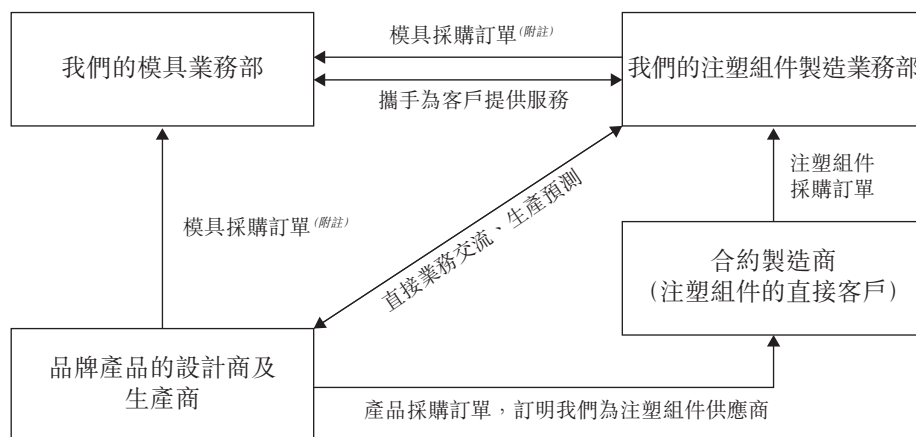 模具採購訂單(附註)
我們的模具業務部
我們的注塑組件製造業務部
攜手為客戶提供服務
注塑組件
採購訂單
模具採購訂單(附註)
直接業務交流、生產預測
合約製造商
(注塑組件的直接客戶)
品牌產品的設計商及
生產商
產品採購訂單，訂明我們為注塑組件供應商